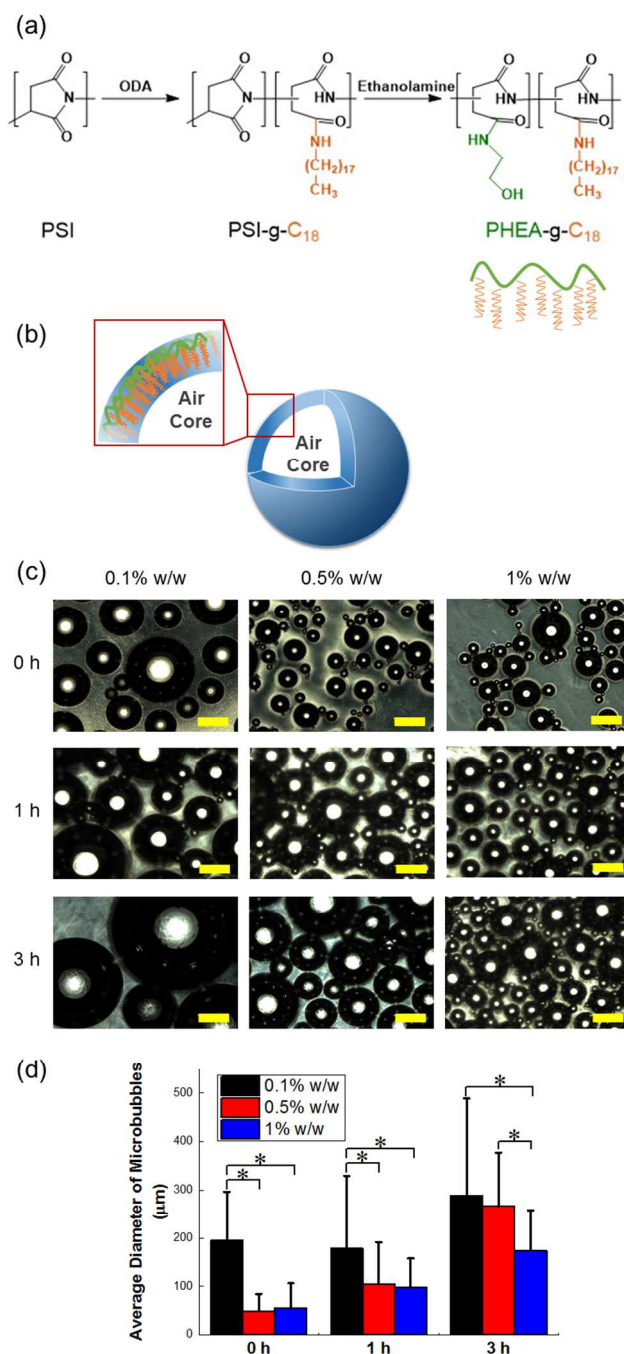 (a)
O
N
O
ODA
O
N
O
O
HN
O
NH
(CH₂)₁₇
CH₃
Ethanolamine
O
HN
O
HN
OH
O
HN
O
NH
(CH₂)₁₇
CH₃
PSI
PSI-g-C₁₈
PHEA-g-C₁₈
(b)
Air
Core
Air
Core
(c)
0.1% w/w 0.5% w/w 1% w/w
0 h
1 h
3 h
(d)
Average Diameter of Microbubbles
(μm)
500
400
300
200
100
0
0.1% w/w
0.5% w/w
1% w/w
* *
* *
* *
0 h 1 h 3 h